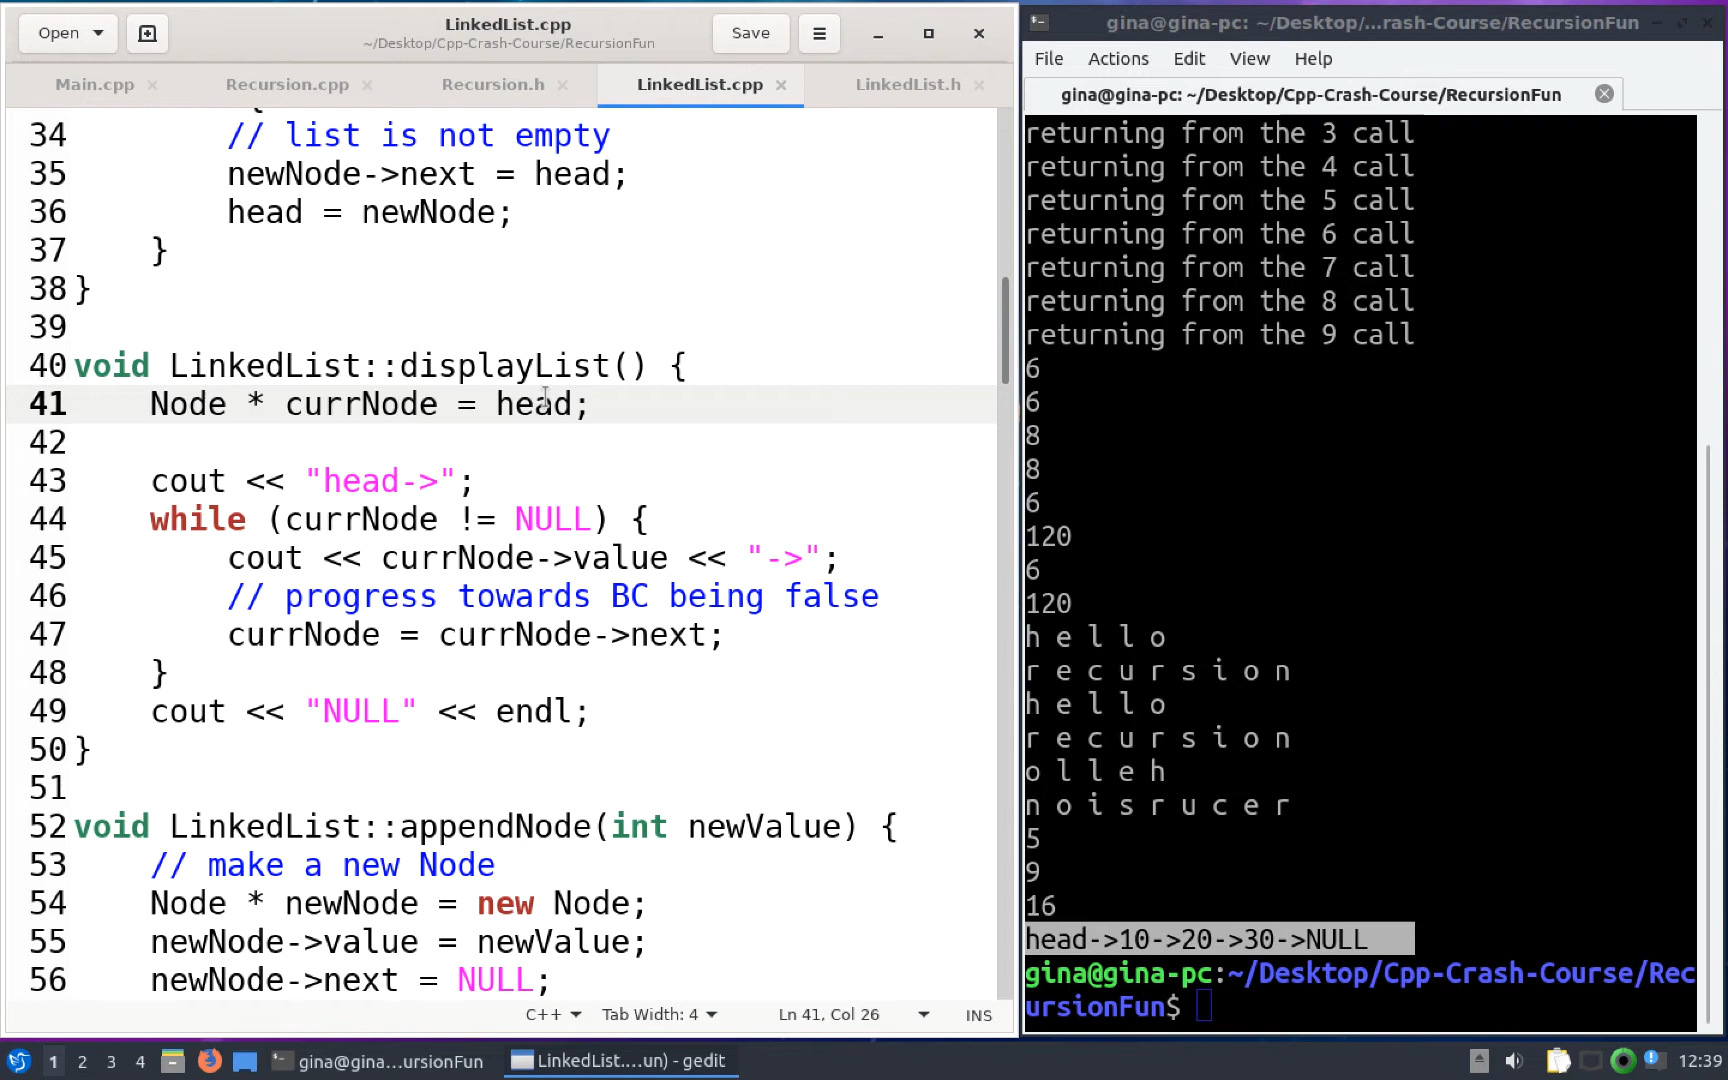 Open
LinkedList.cpp
~/Desktop/Cpp-Crash-Course/RecursionFun
Save
Main.cpp
Recursion.cpp
Recursion.h
LinkedList.cpp
LinkedList.h
{
34 // list is not empty
35 newNode->next = head;
36 head = newNode;
37 }
38 }
39
40 void LinkedList::displayList() {
41 Node * currNode = head;
42
43 cout << "head->";
44 while (currNode != NULL) {
45 cout << currNode->value << "->";
46 // progress towards BC being false
47 currNode = currNode->next;
48 }
49 cout << "NULL" << endl;
50 }
51
52 void LinkedList::appendNode(int newValue) {
53 // make a new Node
54 Node * newNode = new Node;
55 newNode->value = newValue;
56 newNode->next = NULL;
C++ Tab Width: 4 Ln 41, Col 26 INS
gina@gina-pc: ~/Desktop/...rash-Course/RecursionFun
File Actions Edit View Help
gina@gina-pc: ~/Desktop/Cpp-Crash-Course/RecursionFun
returning from the 3 call
returning from the 4 call
returning from the 5 call
returning from the 6 call
returning from the 7 call
returning from the 8 call
returning from the 9 call
6
6
8
8
6
120
6
120
h e l l o
r e c u r s i o n
h e l l o
r e c u r s i o n
o l l e h
n o i s r u c e r
5
9
16
head->10->20->30->NULL
gina@gina-pc:~/Desktop/Cpp-Crash-Course/Rec
ursionFun$
1 2 3 4 gina@gina...ursionFun LinkedList....un) - gedit 12:39